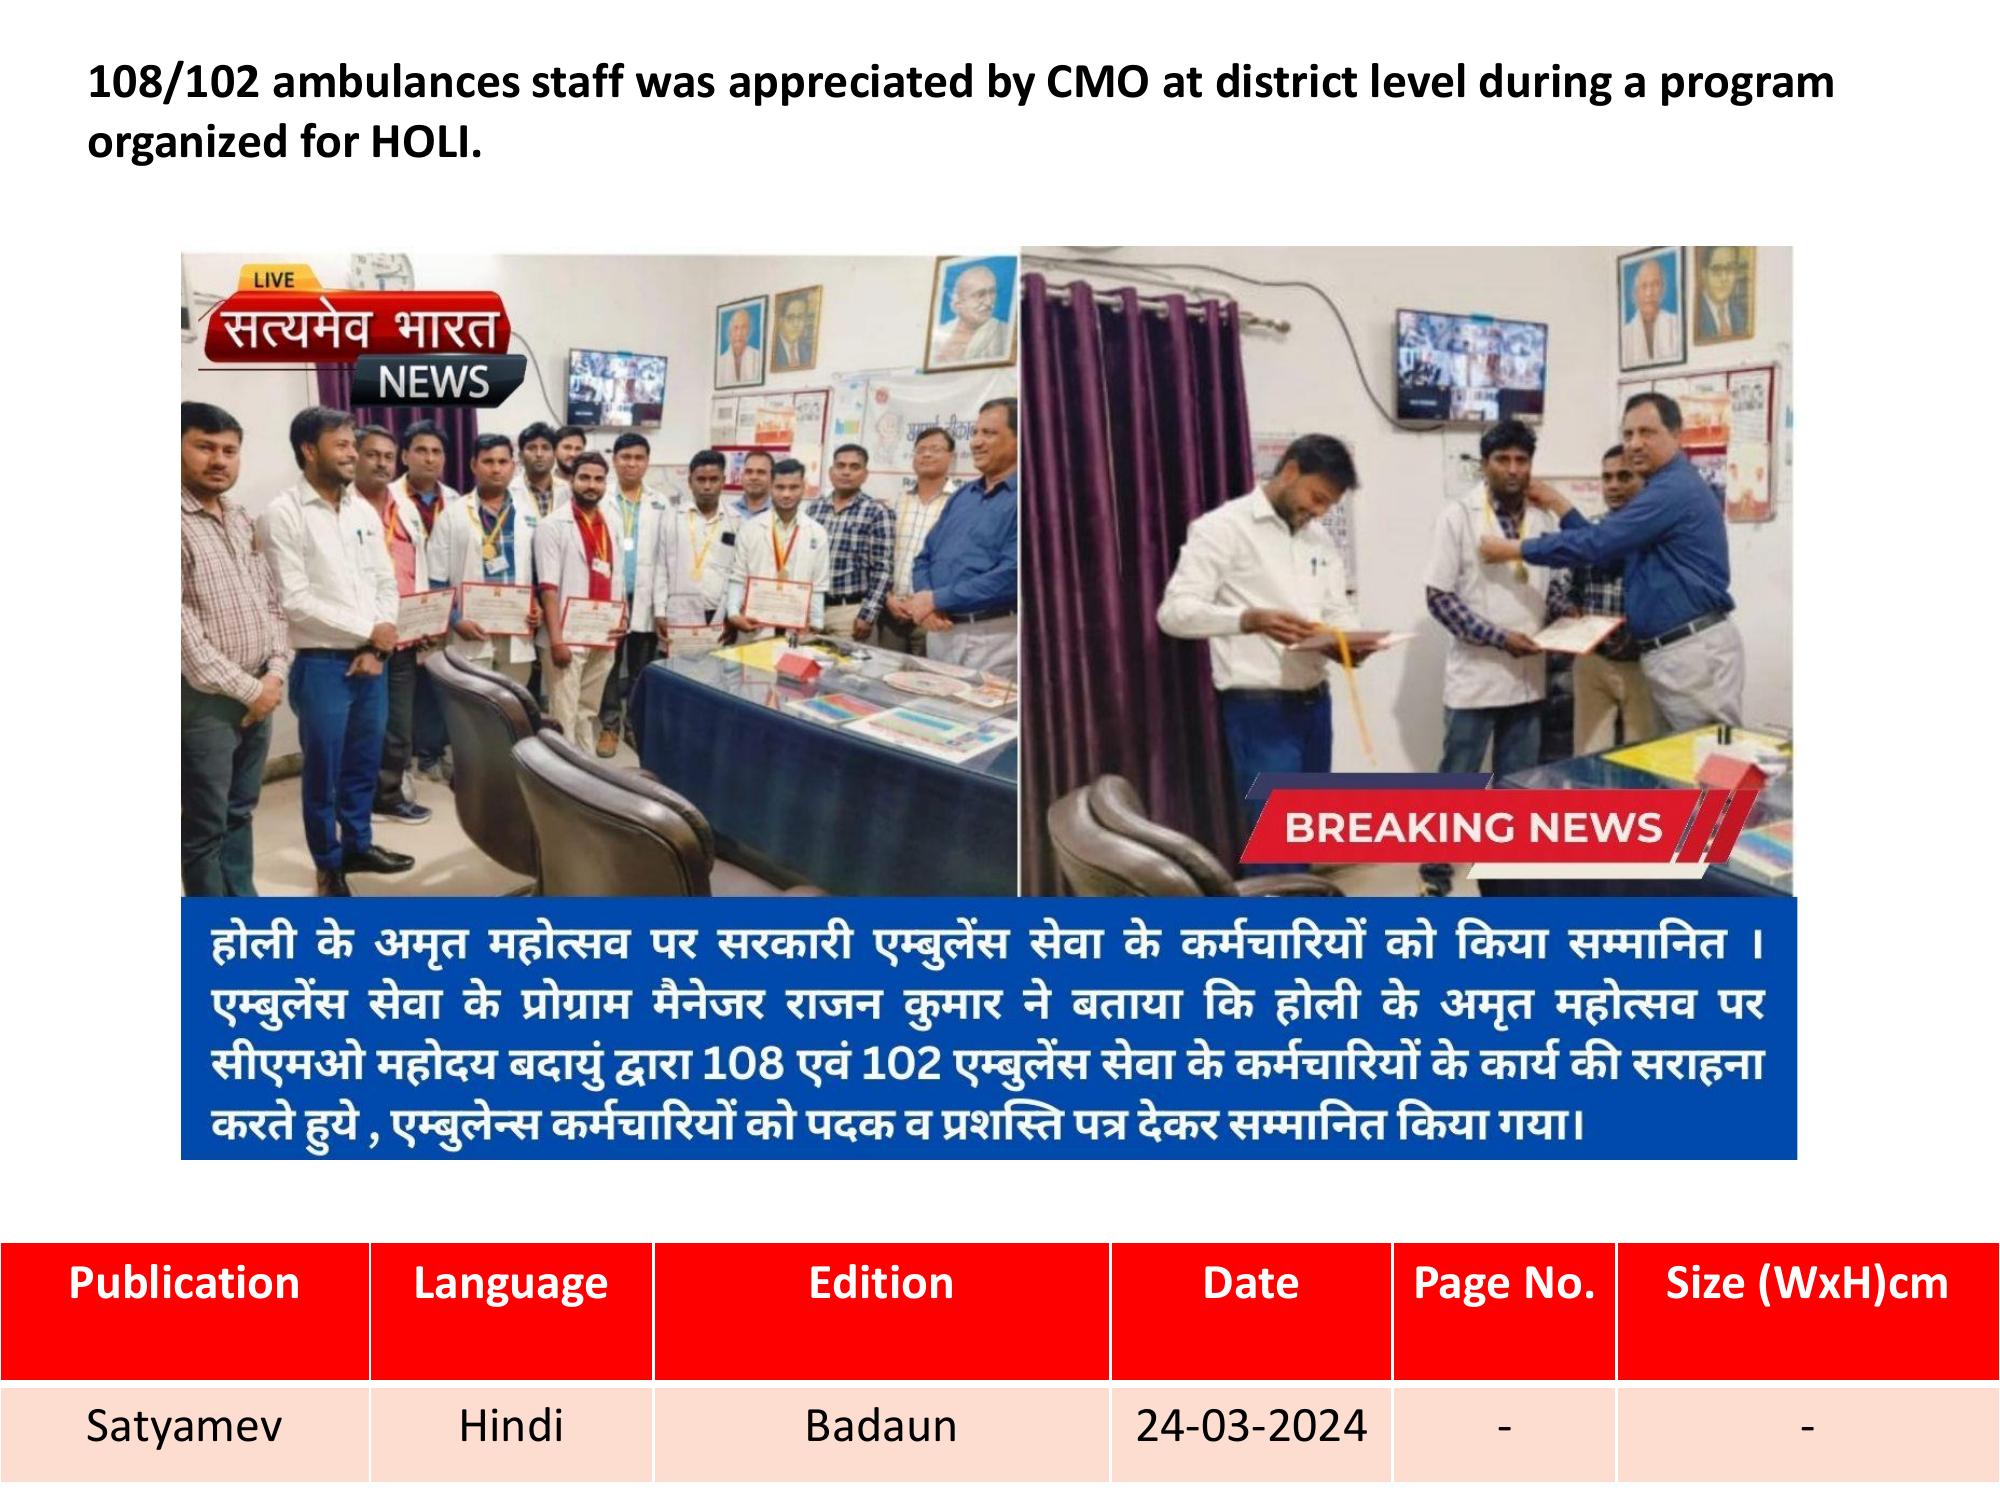 108/102 ambulances staff was appreciated by CMO at district level during a program
organized for HOLI.
LIVE
सत्यमेव भारत
NEWS
BREAKING NEWS
होली के अमृत महोत्सव पर सरकारी एम्बुलेंस सेवा के कर्मचारियों को किया सम्मानित ।
एम्बुलेंस सेवा के प्रोग्राम मैनेजर राजन कुमार ने बताया कि होली के अमृत महोत्सव पर
सीएमओ महोदय बदायुं द्वारा 108 एवं 102 एम्बुलेंस सेवा के कर्मचारियों के कार्य की सराहना
करते हुये , एम्बुलेन्स कर्मचारियों को पदक व प्रशस्ति पत्र देकर सम्मानित किया गया।
Publication Language Edition Date Page No. Size (WxH)cm
Satyamev Hindi Badaun 24-03-2024 - -